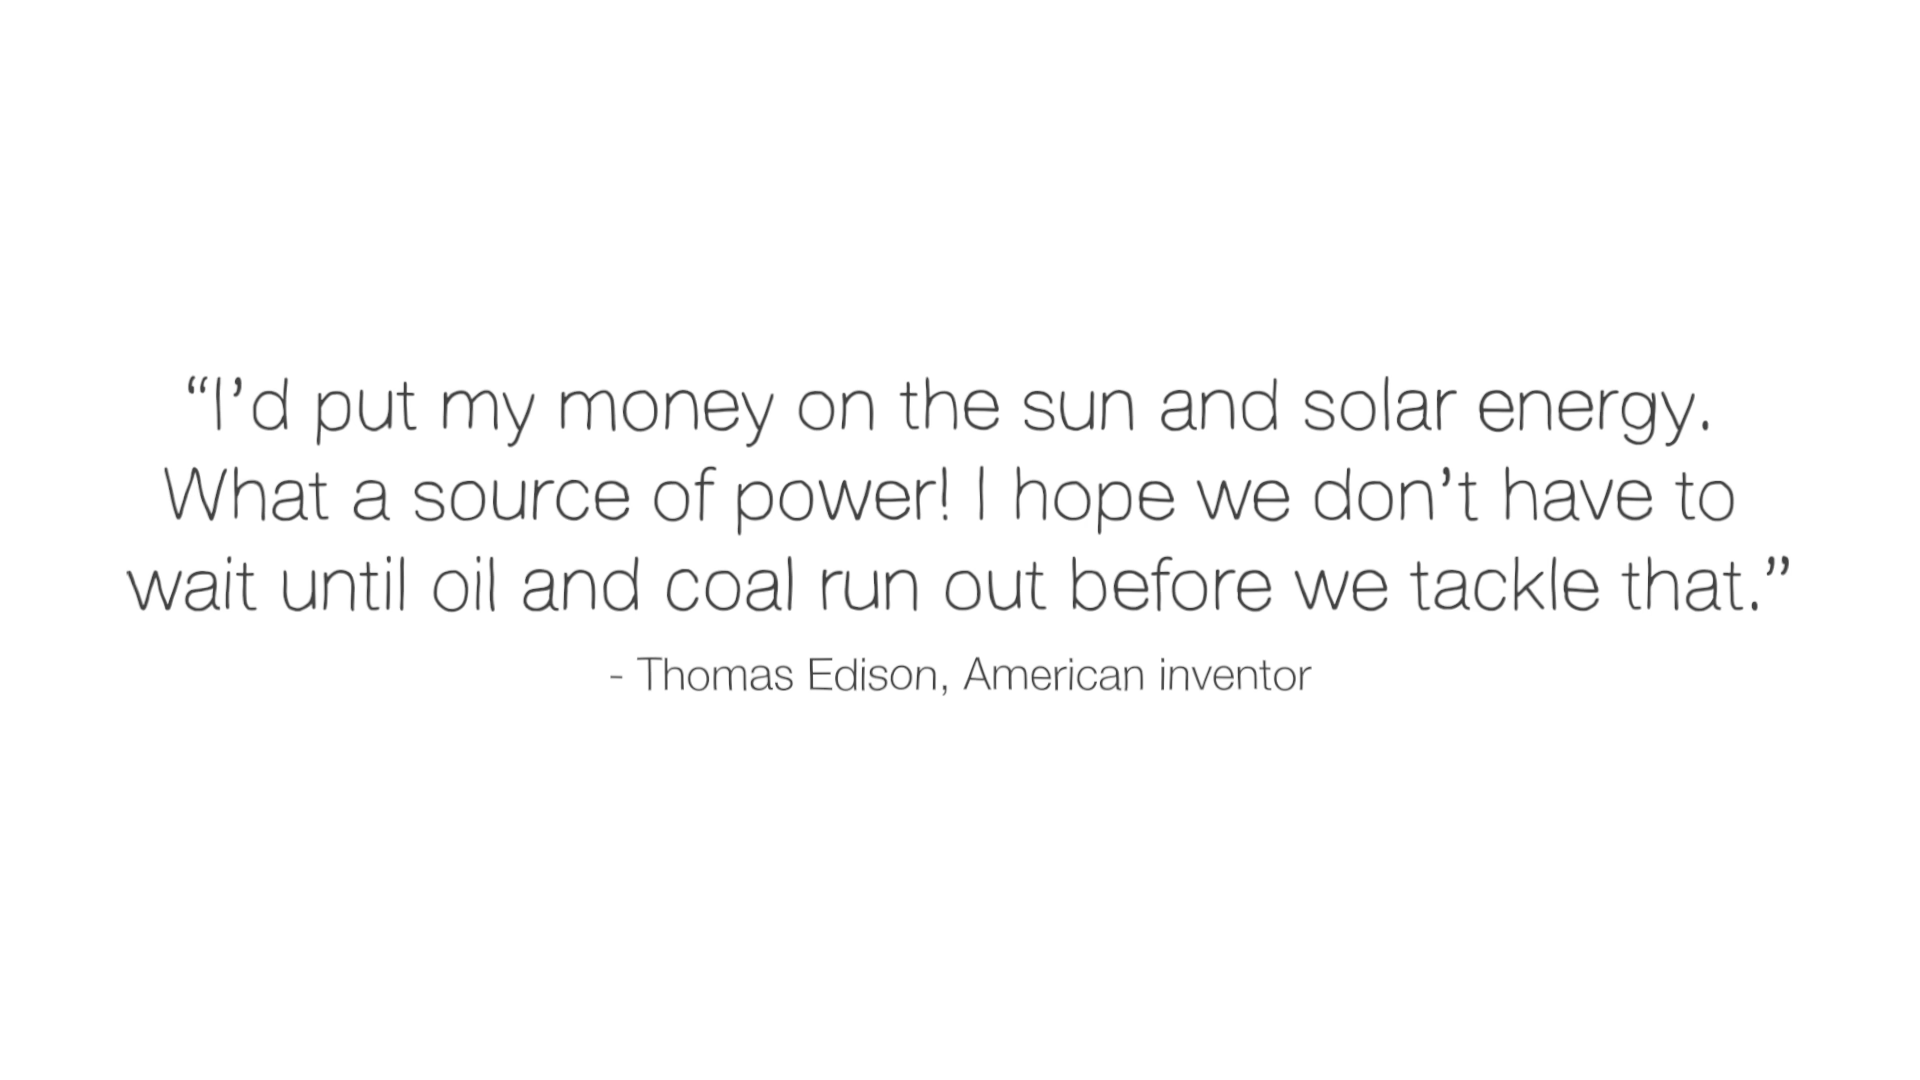 “I’d put my money on the sun and solar energy.
What a source of power! I hope we don’t have to
wait until oil and coal run out before we tackle that.”
- Thomas Edison, American inventor